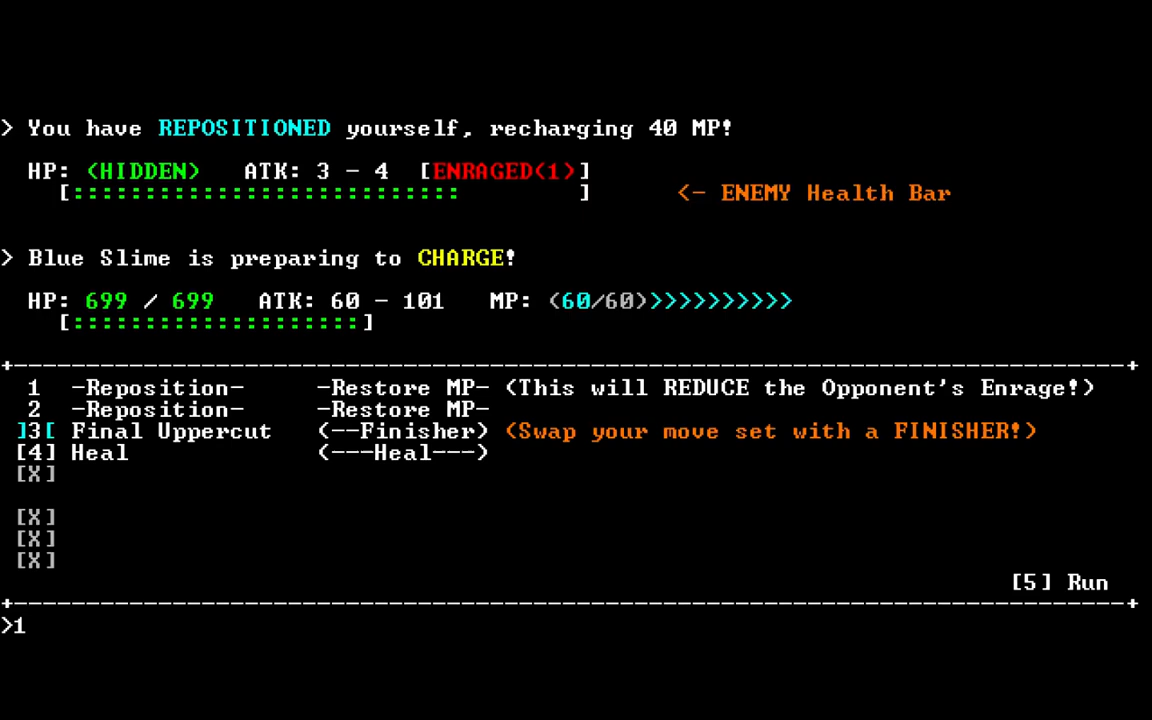 > You have REPOSITIONED yourself, recharging 40 MP!
HP: (HIDDEN) ATK: 3 - 4 [ENRAGED(1)]
[:::::::::::::::::::::::::::         ] <- ENEMY Health Bar
> Blue Slime is preparing to CHARGE!
HP: 699 / 699 ATK: 60 - 101 MP: (60/60)>>>>>>>>>>
[::::::::::::::::::::]
+-----------------------------------------------------------------------------+
1 -Reposition- -Restore MP- (This will REDUCE the Opponent's Enrage!)
2 -Reposition- -Restore MP-
]3[ Final Uppercut (--Finisher) (Swap your move set with a FINISHER!)
[4] Heal (---Heal---)
[X]
[X]
[X]
[X]
[5] Run
+-----------------------------------------------------------------------------+
>1